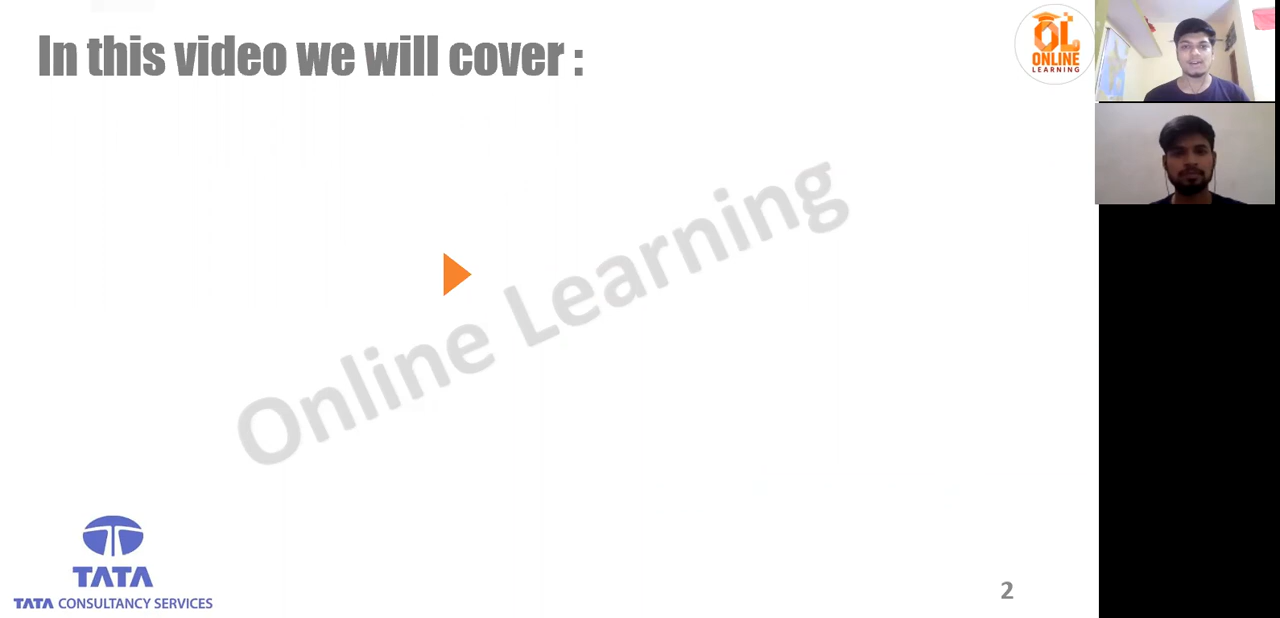 In this video we will cover :
OL
ONLINE
LEARNING
Online Learning
TATA
TATA CONSULTANCY SERVICES
2